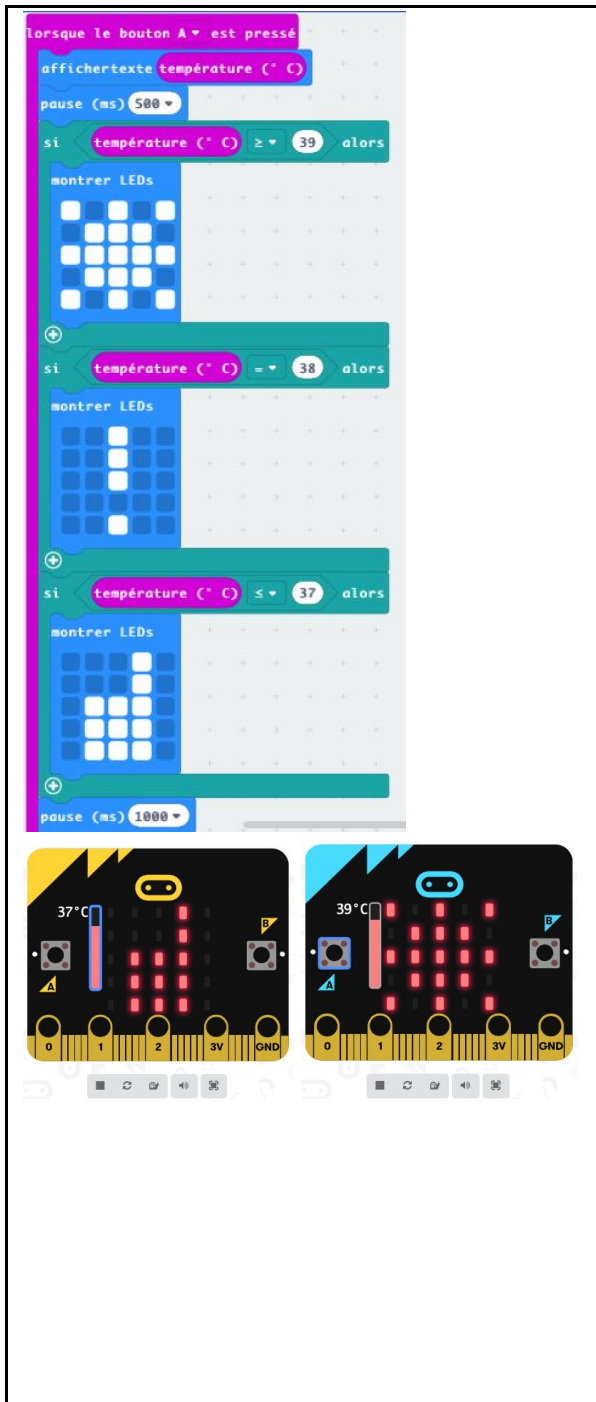 lorsque le bouton A est pressé
affichertexte température (° C)
pause (ms) 500
si température (° C) ≥ 39 alors
montrer LEDs
si température (° C) = 38 alors
montrer LEDs
si température (° C) ≤ 37 alors
montrer LEDs
pause (ms) 1000
37°C
B
A
0 1 2 3V GND
39°C
B
A
0 1 2 3V GND